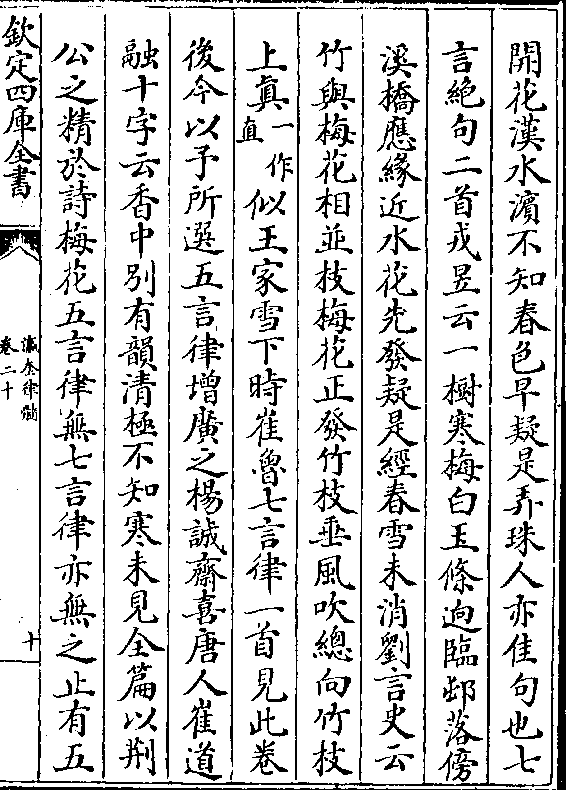 開花漢水濵不知春色早疑是弄珠人亦佳句也七
言絶句二首戎昱云一樹寒梅白玉條逈臨邨落傍
溪橋應緣近水花先發疑是經春雪未消劉言史云
竹與梅花相並枝梅花正發竹枝垂風吹總向竹枝
上真一作直似王家雪下時崔魯七言律一首見此卷
後今以予所選五言律增廣之楊誠齋喜唐人崔道
融十字云香中別有韻清極不知寒未見全篇以荆
公之精於詩梅花五言律無七言律亦無之止有五
欽定四庫全書
瀛奎律髓
卷二十
十